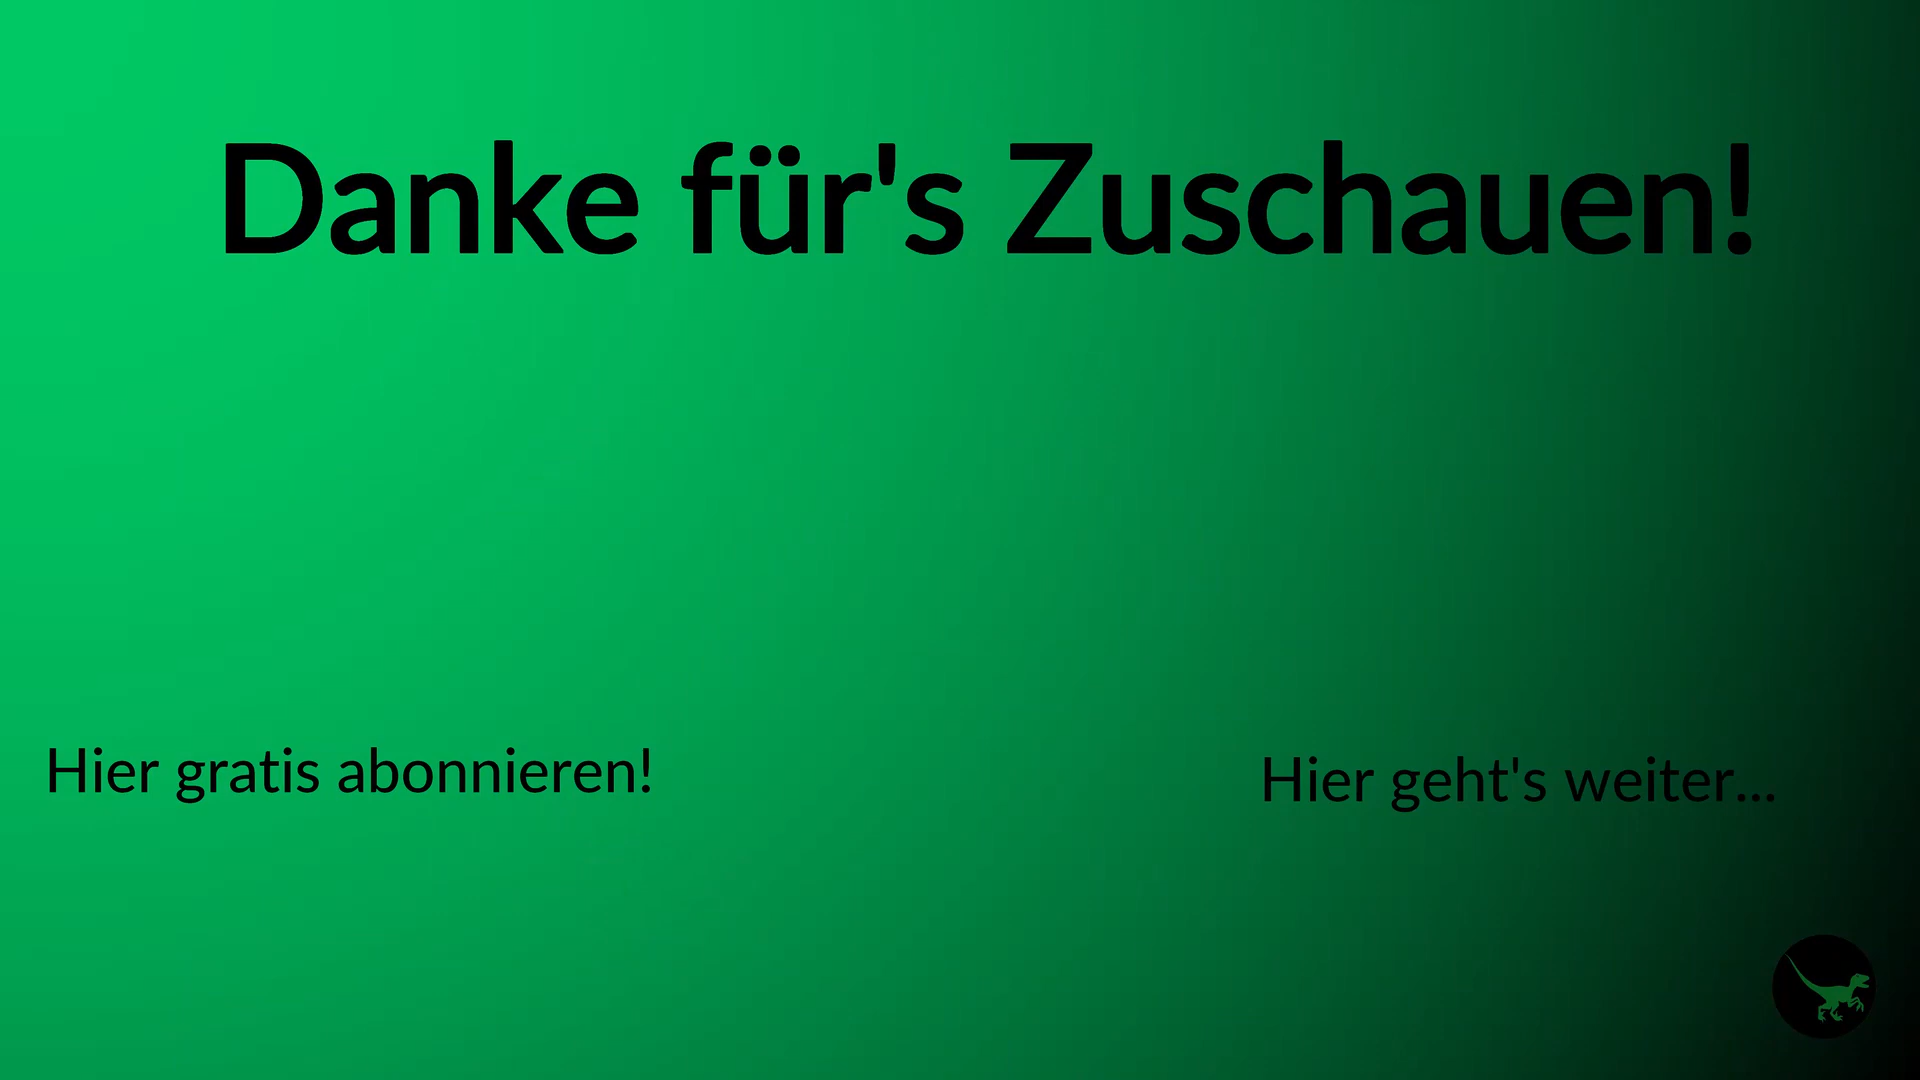 Danke für's Zuschauen!
Hier gratis abonnieren!
Hier geht's weiter...